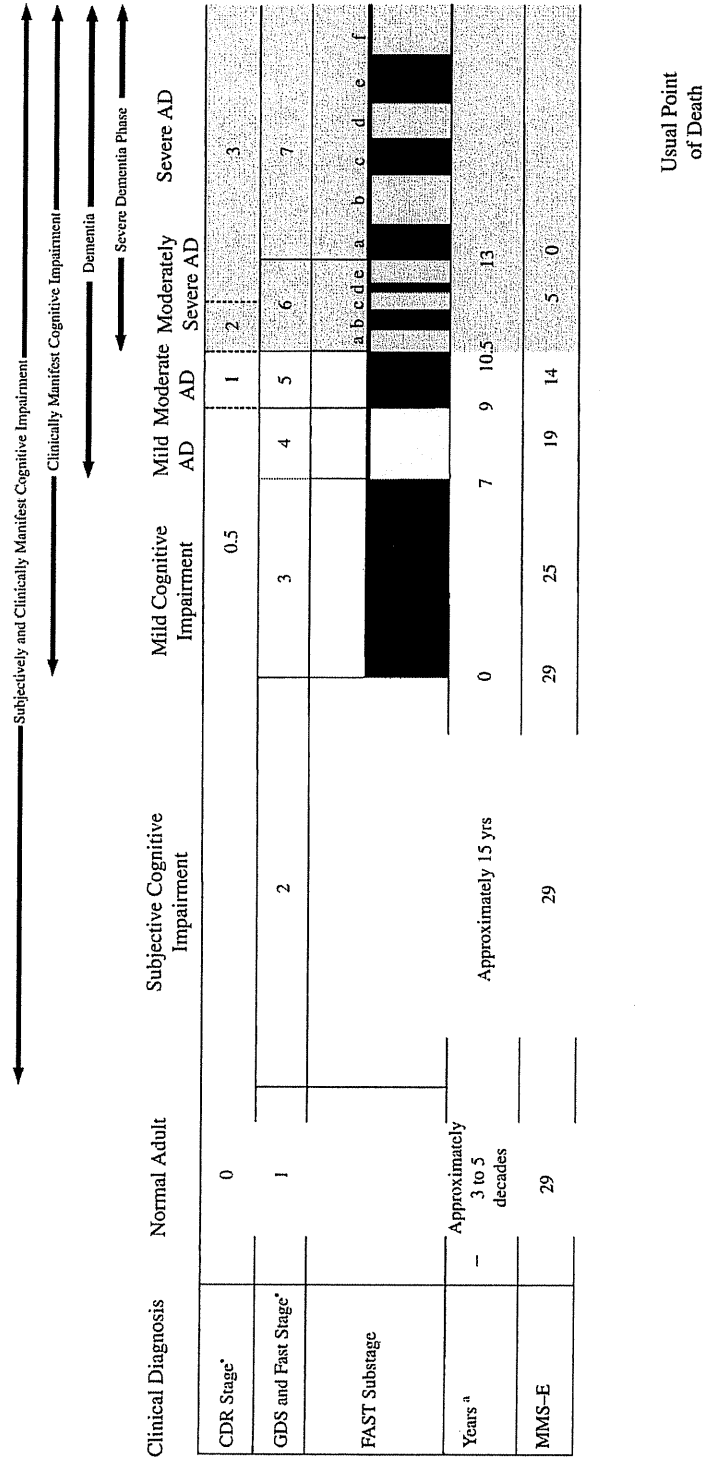 Subjectively and Clinically Manifest Cognitive Impairment
Clinically Manifest Cognitive Impairment
Dementia
Severe Dementia Phase
Clinical Diagnosis Normal Adult Subjective Cognitive Impairment Mild Cognitive Impairment Mild AD Moderate AD Moderately Severe AD Severe AD
CDR Stage* 0 0.5 1 2 3
GDS and Fast Stage* 1 2 3 4 5 6 7
FAST Substage a b c d e a b c d e f
Years a – Approximately 3 to 5 decades Approximately 15 yrs 0 7 9 10.5 13
MMS–E 29 29 29 25 19 14 5 0
Usual Point
of Death